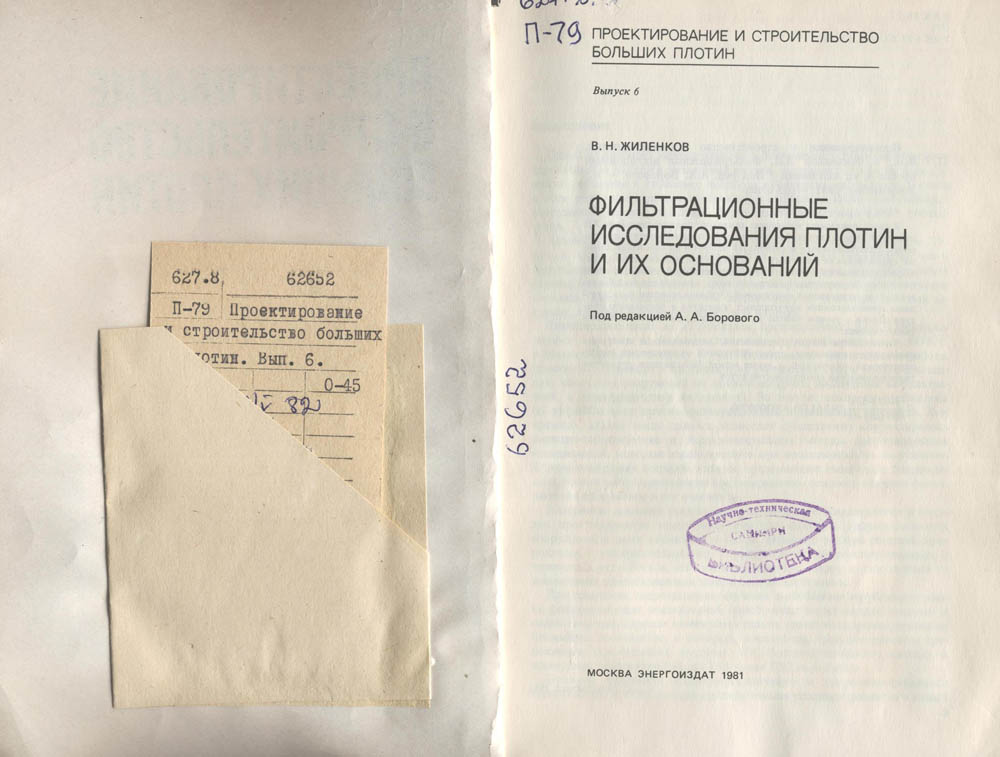 627.8 62652
П-79 Проектирование
и строительство больших
плотин. Вып. 6.
0-45
82
П-79
ПРОЕКТИРОВАНИЕ И СТРОИТЕЛЬСТВО
БОЛЬШИХ ПЛОТИН
Выпуск 6
В. Н. ЖИЛЕНКОВ
ФИЛЬТРАЦИОННЫЕ
ИССЛЕДОВАНИЯ ПЛОТИН
И ИХ ОСНОВАНИЙ
Под редакцией А. А. Борового
62652
Научно-техническая
БИБЛИОТЕКА
МОСКВА ЭНЕРГОИЗДАТ 1981